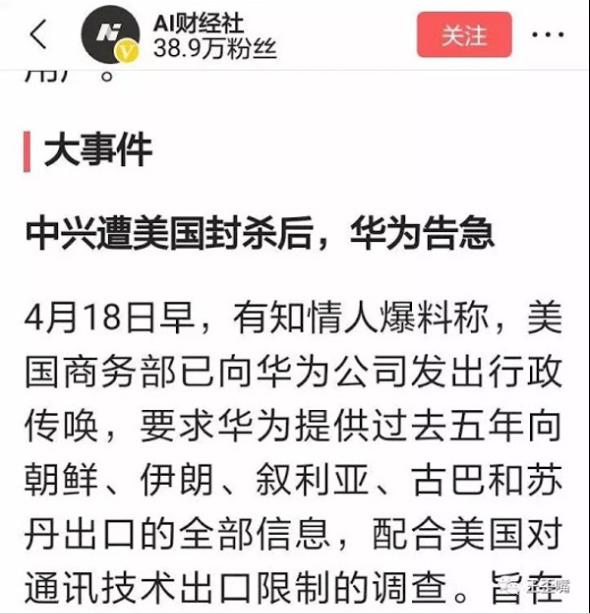 AI财经社
38.9万粉丝
关注
用户。
大事件
中兴遭美国封杀后，华为告急
4月18日早，有知情人爆料称，美
国商务部已向华为公司发出行政
传唤，要求华为提供过去五年向
朝鲜、伊朗、叙利亚、古巴和苏
丹出口的全部信息，配合美国对
通讯技术出口限制的调查。旨在